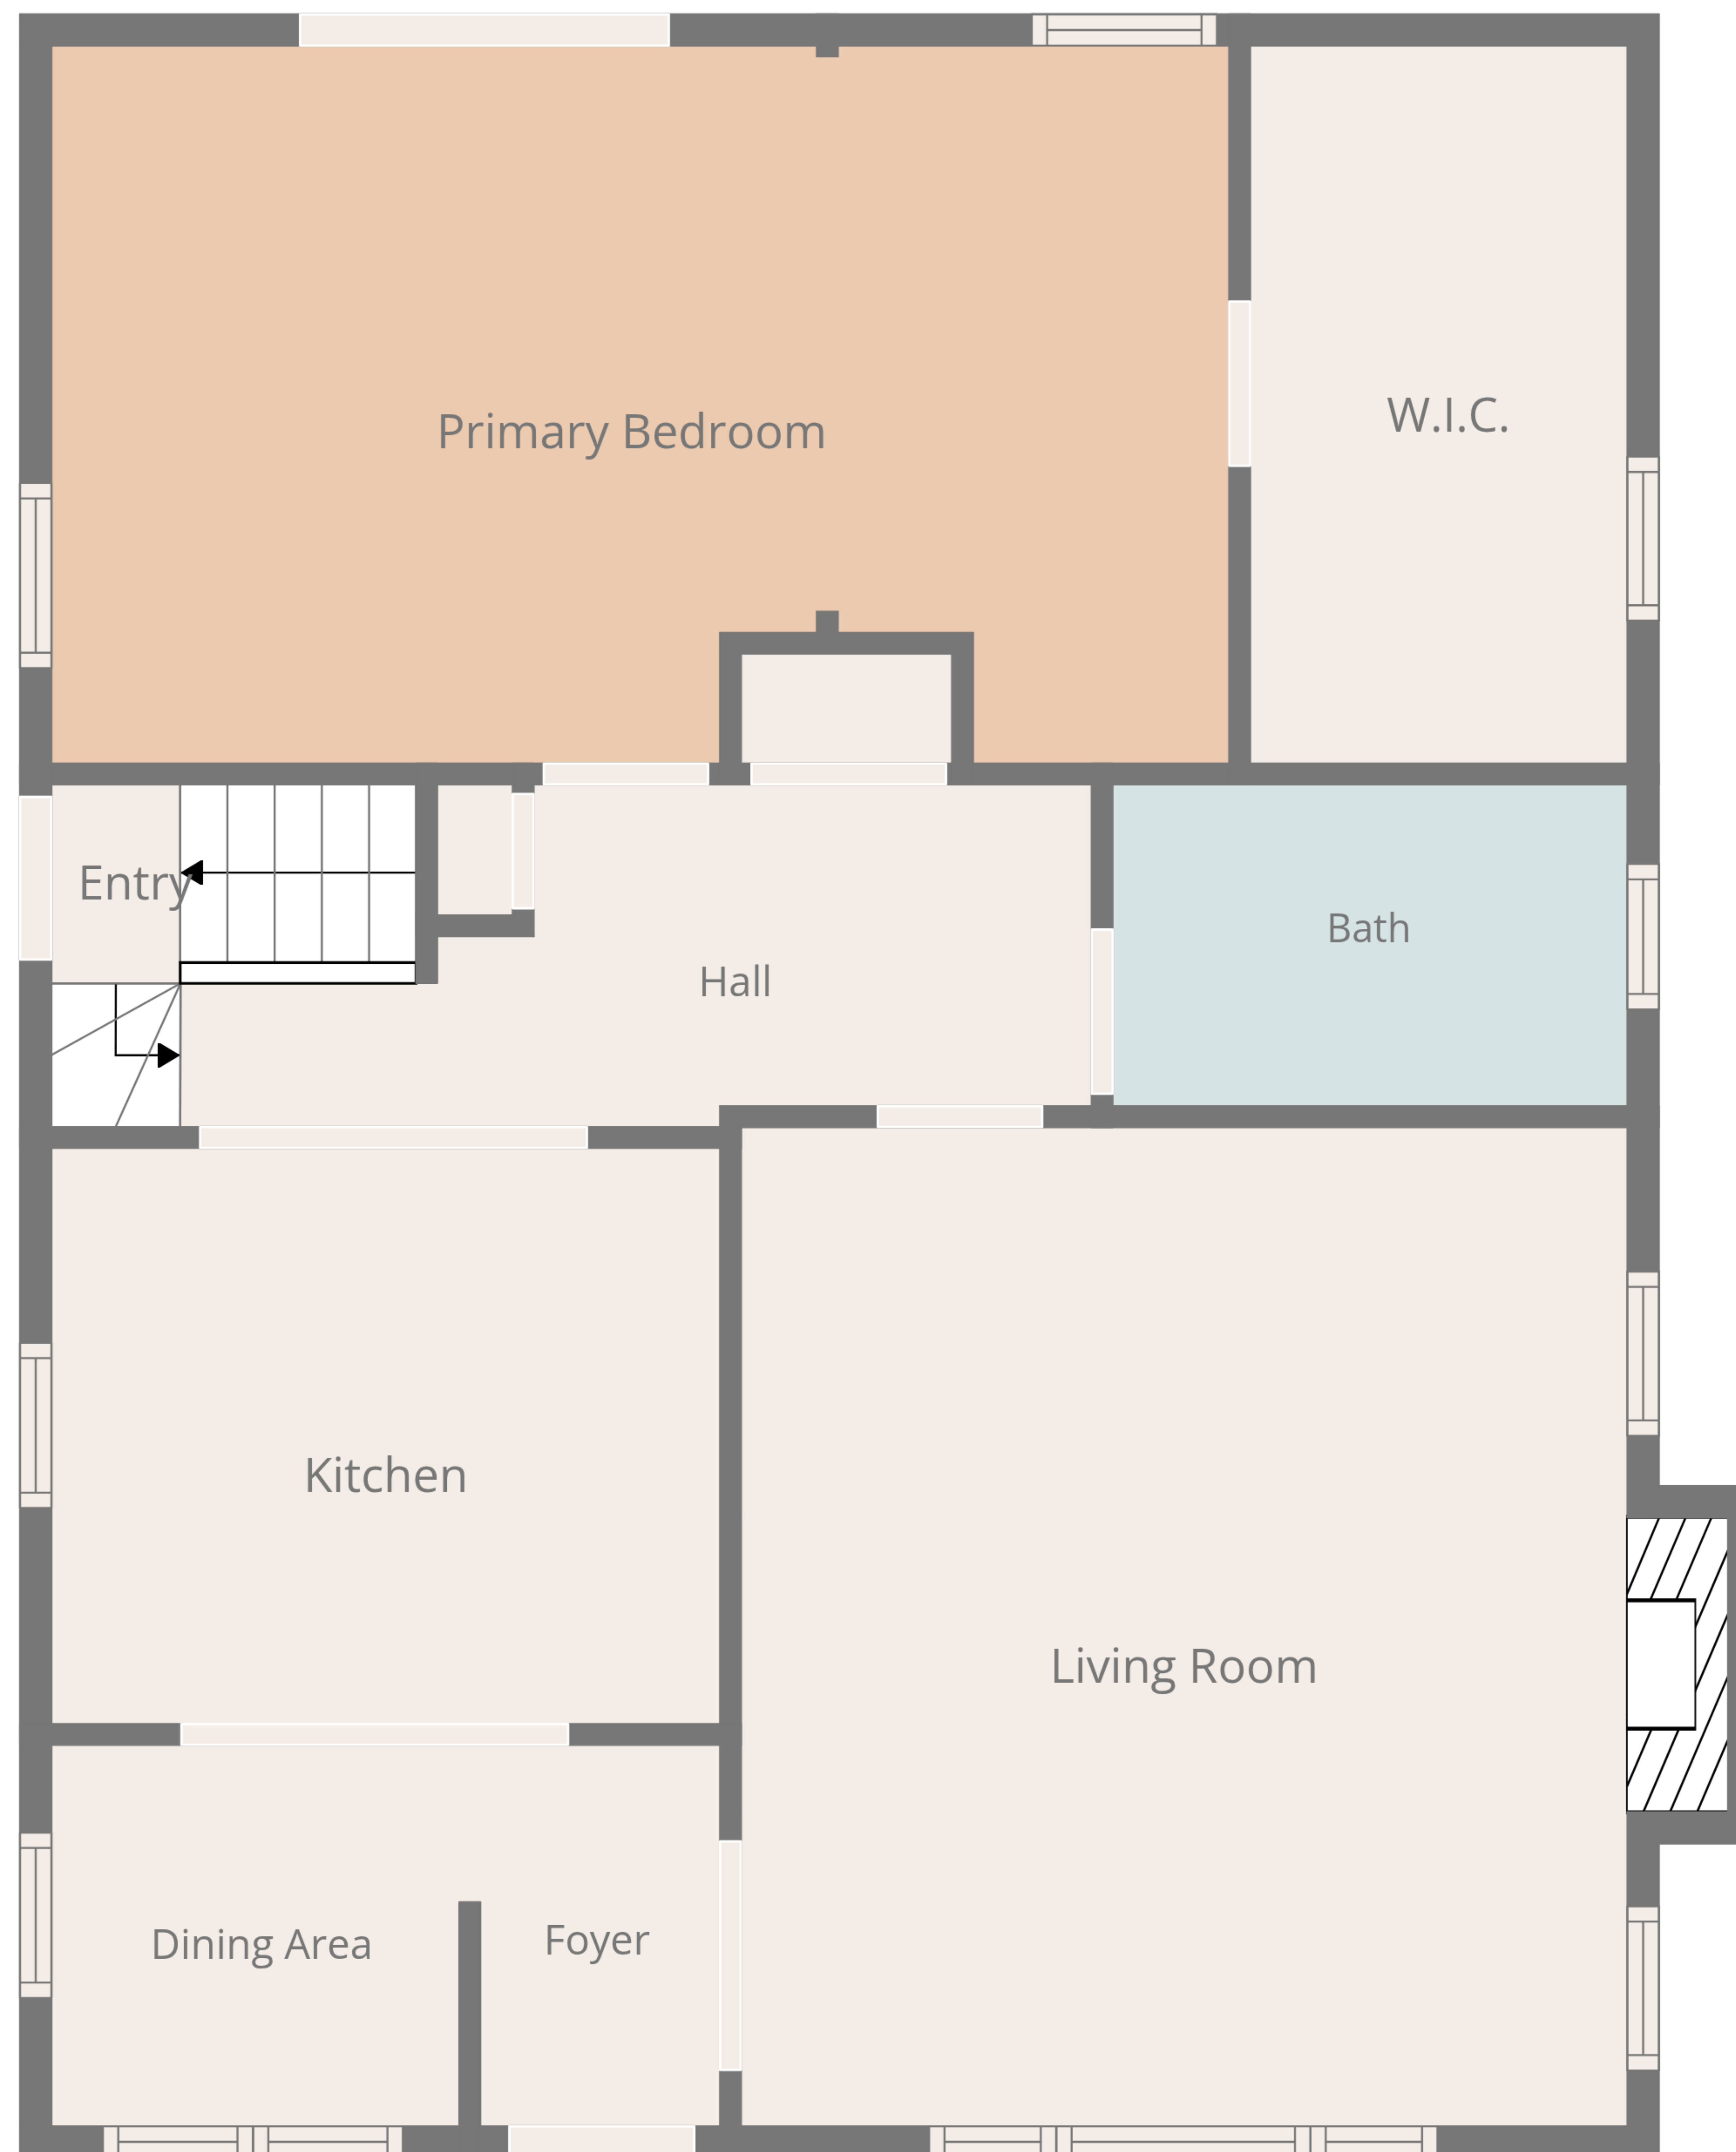 Primary Bedroom
W.I.C.
Entry
Bath
Hall
Kitchen
Living Room
Dining Area
Foyer